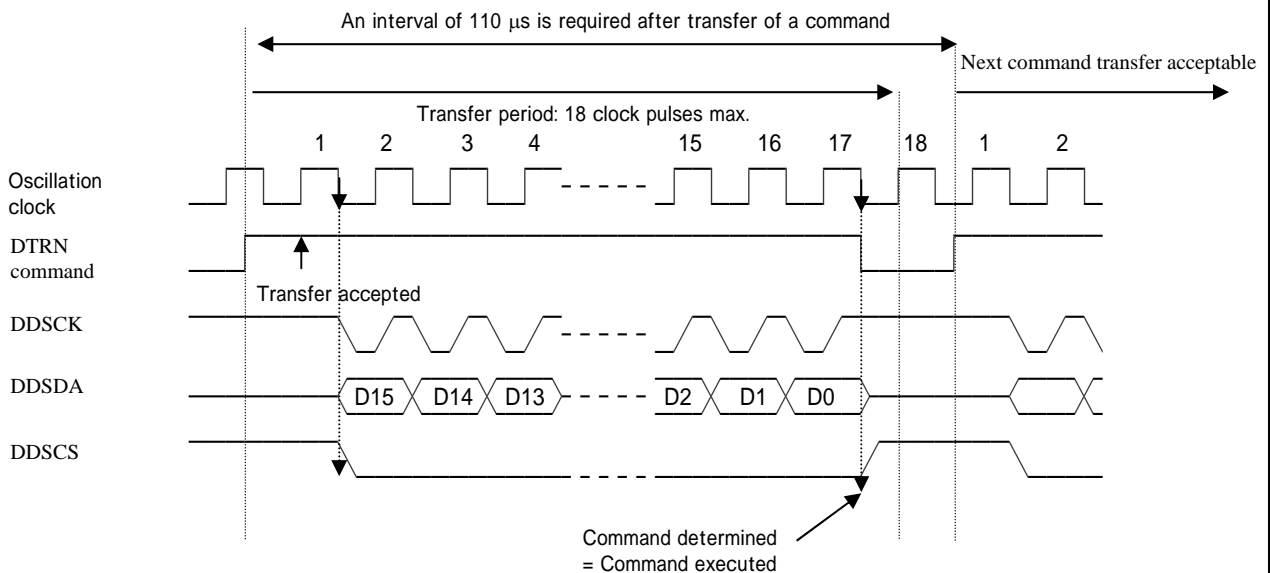 An interval of 110 µs is required after transfer of a command
Next command transfer acceptable
Transfer period: 18 clock pulses max.
1 2 3 4 15 16 17 18 1 2
Oscillation
clock
DTRN
command
Transfer accepted
DDSCK
DDSDA
D15 D14 D13 D2 D1 D0
DDSCS
Command determined
= Command executed